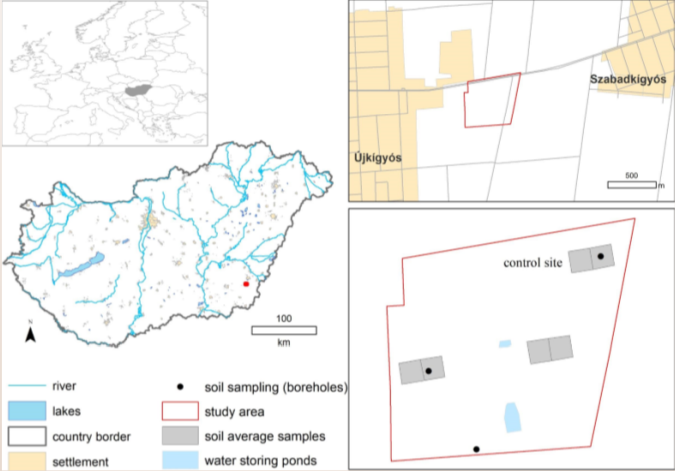 Szabadkígyós
Újkígyós
500
m
control site
N
100
km
river
lakes
country border
settlement
soil sampling (boreholes)
study area
soil average samples
water storing ponds